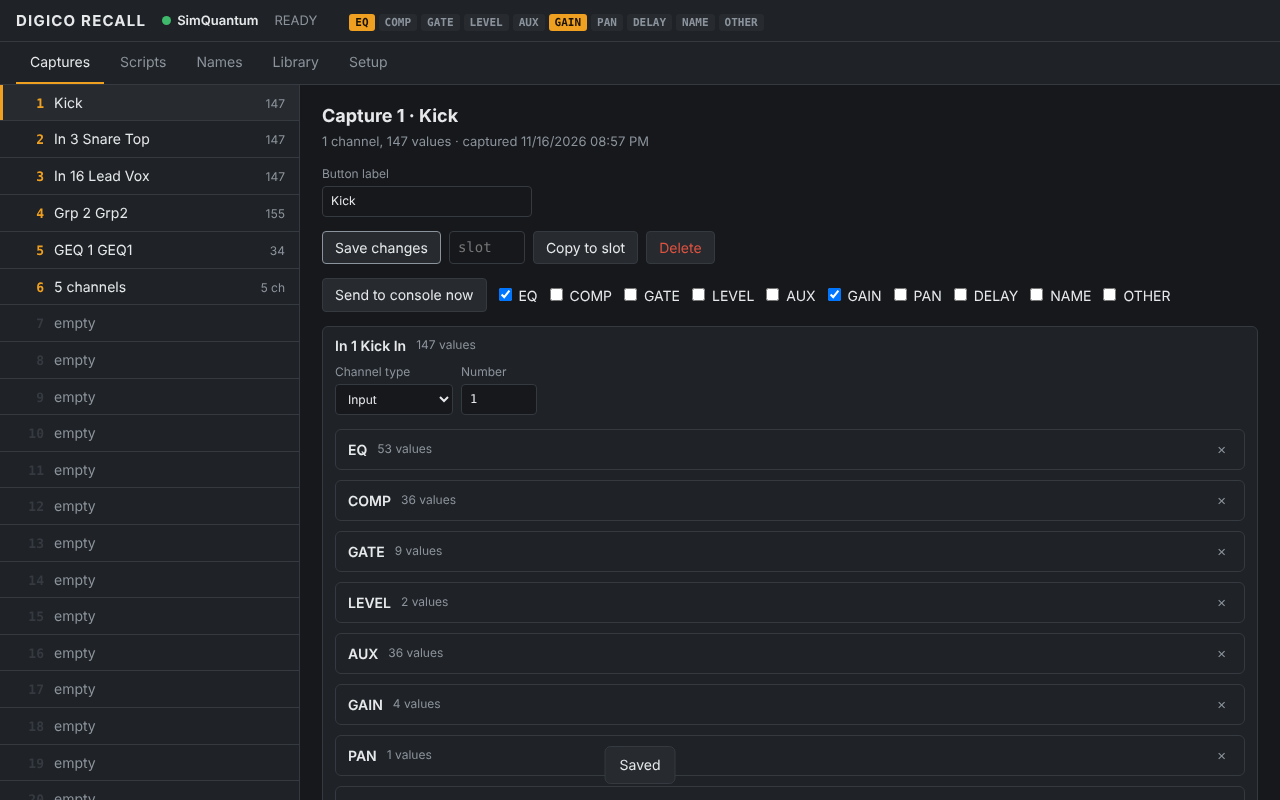 DIGICO RECALL SimQuantum READY EQ COMP GATE LEVEL AUX GAIN PAN DELAY NAME OTHER
Captures Scripts Names Library Setup
1 Kick 147
2 In 3 Snare Top 147
3 In 16 Lead Vox 147
4 Grp 2 Grp2 155
5 GEQ 1 GEQ1 34
6 5 channels 5 ch
7 empty
8 empty
9 empty
10 empty
11 empty
12 empty
13 empty
14 empty
15 empty
16 empty
17 empty
18 empty
19 empty
20 empty
Capture 1 · Kick
1 channel, 147 values · captured 11/16/2026 08:57 PM
Button label
Kick
Save changes slot Copy to slot Delete
Send to console now EQ COMP GATE LEVEL AUX GAIN PAN DELAY NAME OTHER
In 1 Kick In 147 values
Channel type Number
Input 1
EQ 53 values ×
COMP 36 values ×
GATE 9 values ×
LEVEL 2 values ×
AUX 36 values ×
GAIN 4 values ×
PAN 1 values ×
Saved